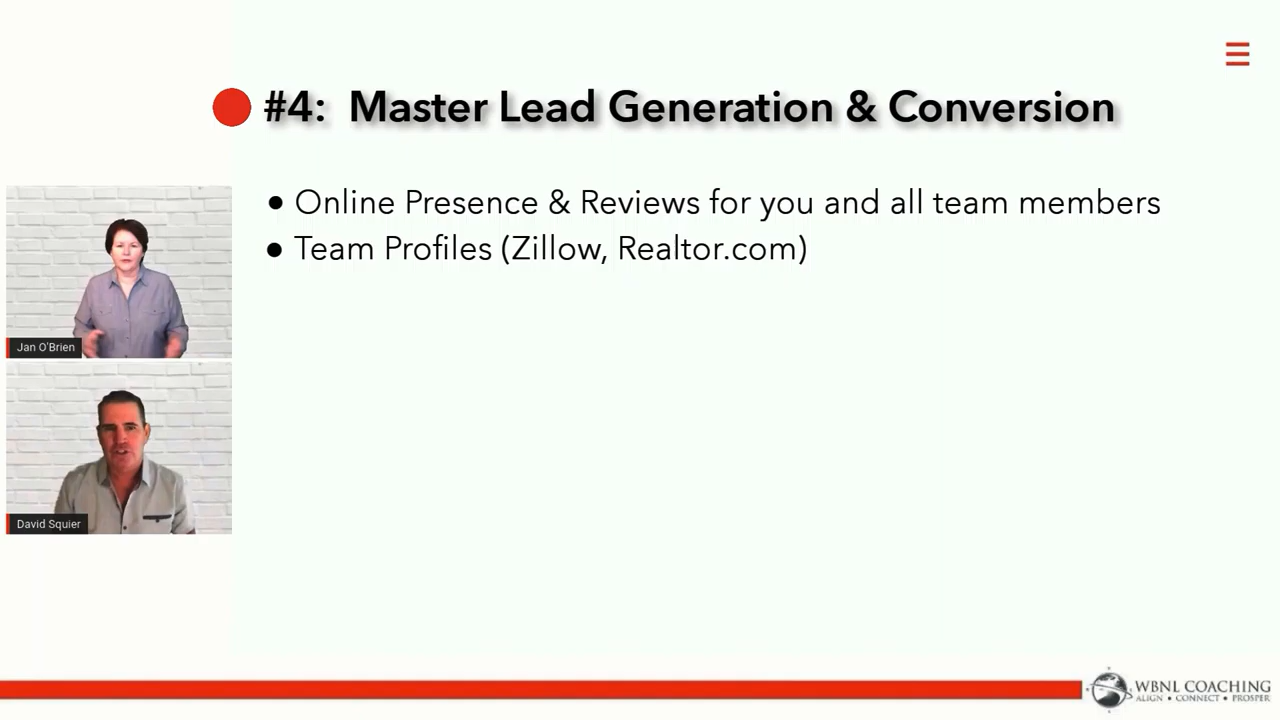 #4: Master Lead Generation & Conversion
● Online Presence & Reviews for you and all team members
● Team Profiles (Zillow, Realtor.com)
Jan O'Brien
David Squier
WBNL COACHING
ALIGN • CONNECT • PROSPER